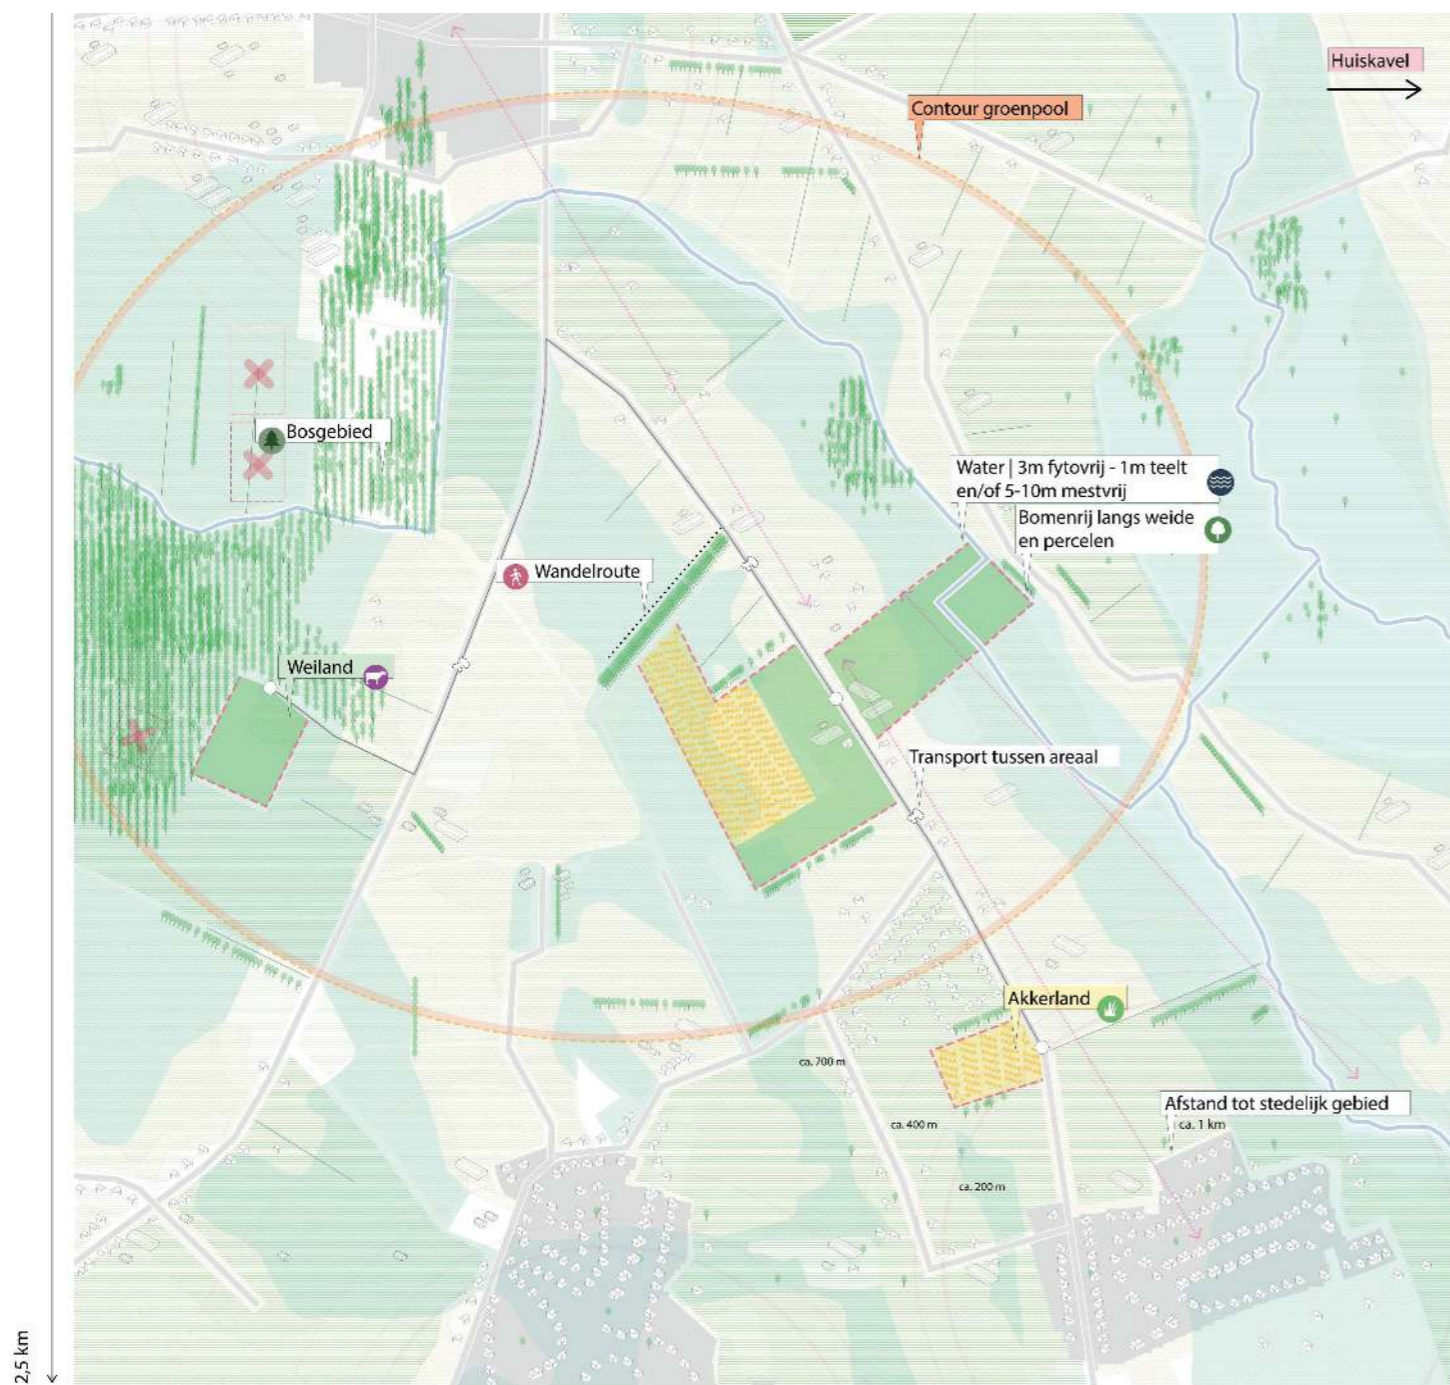 Huiskavel
Contour groenpool
Bosgebied
Water | 3m fytovrij - 1m teelt
en/of 5-10m mestvrij
Bomenrij langs weide
en percelen
Wandelroute
Weiland
Transport tussen areaal
Akkerland
ca. 700 m
Afstand tot stedelijk gebied
ca. 400 m
ca. 1 km
ca. 200 m
2,5 km